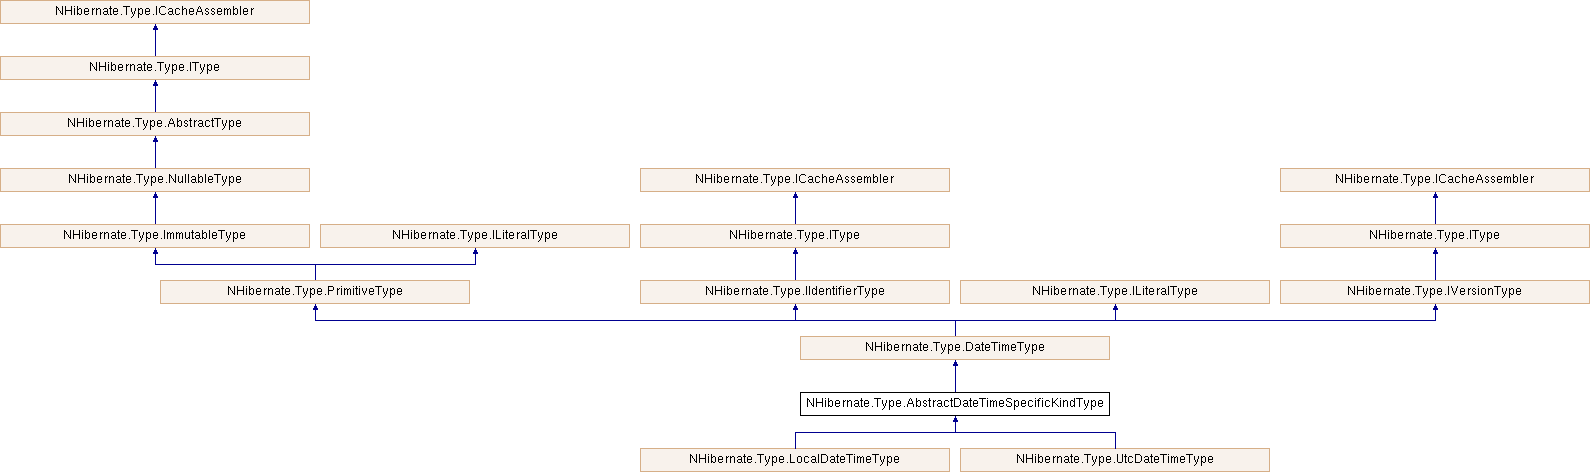 NHibernate.Type.ICacheAssembler
NHibernate.Type.IType
NHibernate.Type.AbstractType
NHibernate.Type.NullableType
NHibernate.Type.ICacheAssembler
NHibernate.Type.ICacheAssembler
NHibernate.Type.ImmutableType
NHibernate.Type.ILiteralType
NHibernate.Type.IType
NHibernate.Type.IType
NHibernate.Type.PrimitiveType
NHibernate.Type.IIdentifierType
NHibernate.Type.ILiteralType
NHibernate.Type.IVersionType
NHibernate.Type.DateTimeType
NHibernate.Type.AbstractDateTimeSpecificKindType
NHibernate.Type.LocalDateTimeType
NHibernate.Type.UtcDateTimeType